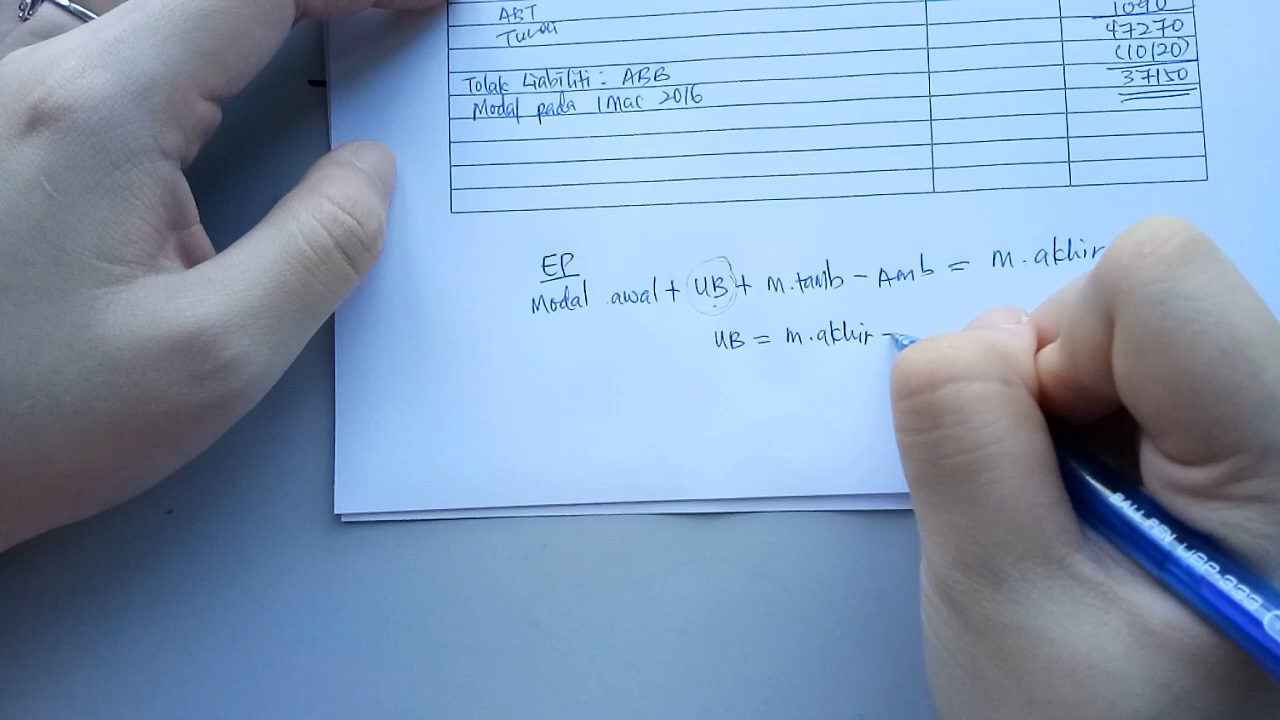 ABT 1090
Tunai 47270
Tolak Liabiliti : ABB (10120)
Modal pada 1 Mac 2016 37150
EP
Modal awal + UB + m.tamb - Amb = m.akhir
UB = m.akhir -